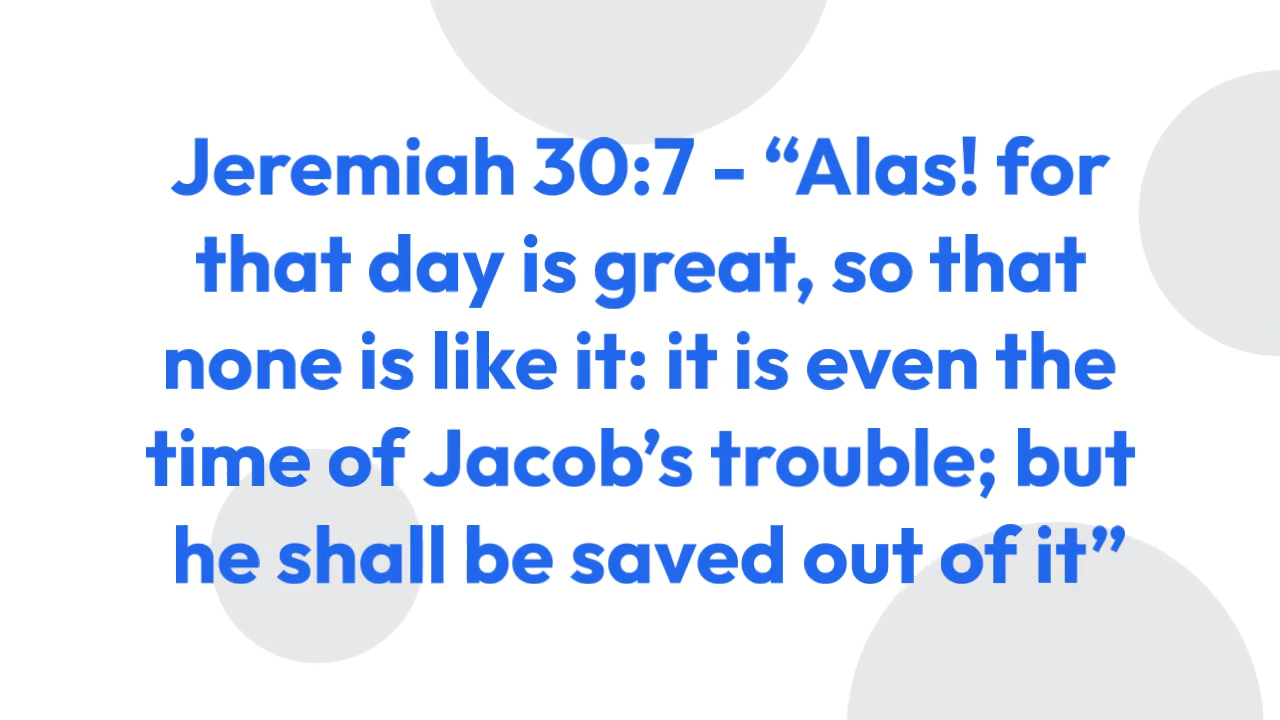 Jeremiah 30:7 - “Alas! for
that day is great, so that
none is like it: it is even the
time of Jacob’s trouble; but
he shall be saved out of it”